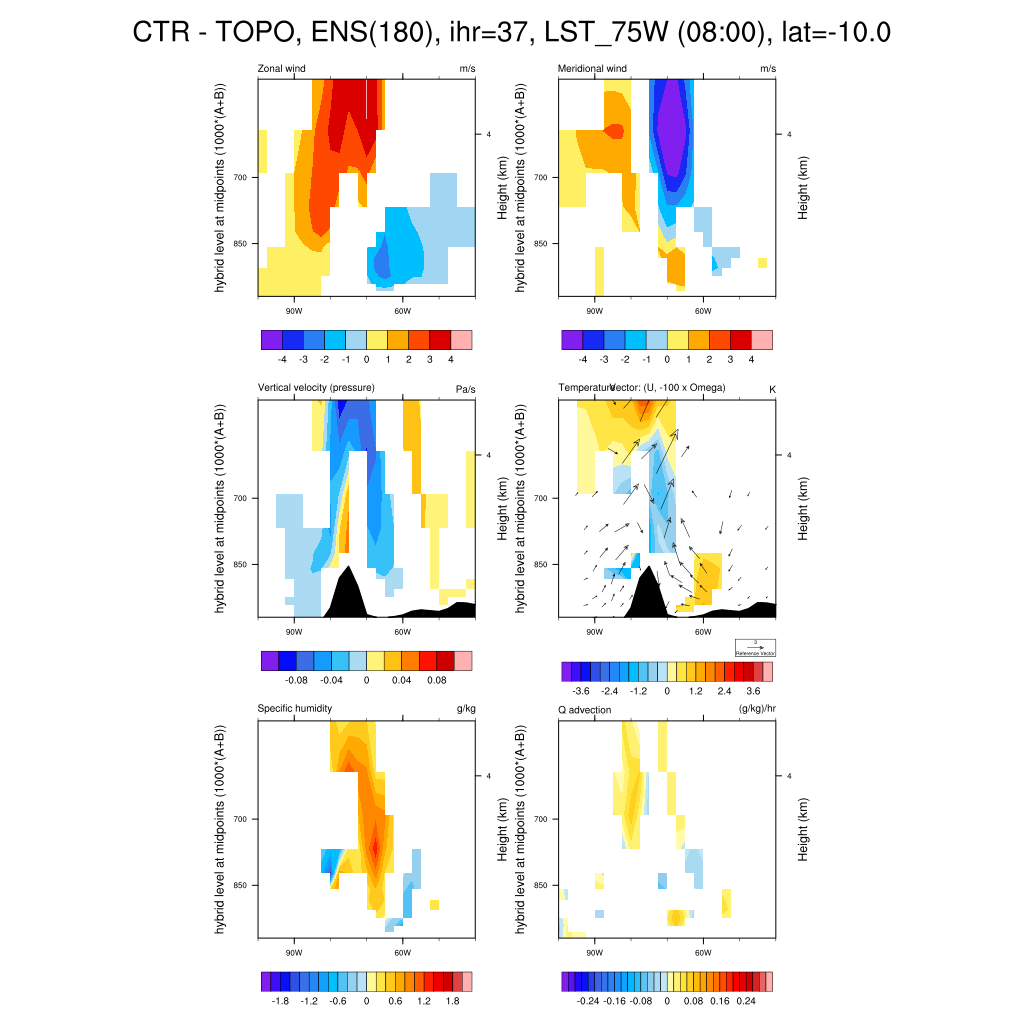 CTR - TOPO, ENS(180), ihr=37, LST_75W (08:00), lat=-10.0
Zonal wind m/s
hybrid level at midpoints (1000*(A+B))
700
850
4
Height (km)
90W 60W
-4 -3 -2 -1 0 1 2 3 4
Meridional wind m/s
hybrid level at midpoints (1000*(A+B))
700
850
4
Height (km)
90W 60W
-4 -3 -2 -1 0 1 2 3 4
Vertical velocity (pressure) Pa/s
hybrid level at midpoints (1000*(A+B))
700
850
4
Height (km)
90W 60W
-0.08 -0.04 0 0.04 0.08
Temperature Vector: (U, -100 x Omega) K
hybrid level at midpoints (1000*(A+B))
700
850
4
Height (km)
90W 60W
3
Reference Vector
-3.6 -2.4 -1.2 0 1.2 2.4 3.6
Specific humidity g/kg
hybrid level at midpoints (1000*(A+B))
700
850
4
Height (km)
90W 60W
-1.8 -1.2 -0.6 0 0.6 1.2 1.8
Q advection (g/kg)/hr
hybrid level at midpoints (1000*(A+B))
700
850
4
Height (km)
90W 60W
-0.24 -0.16 -0.08 0 0.08 0.16 0.24